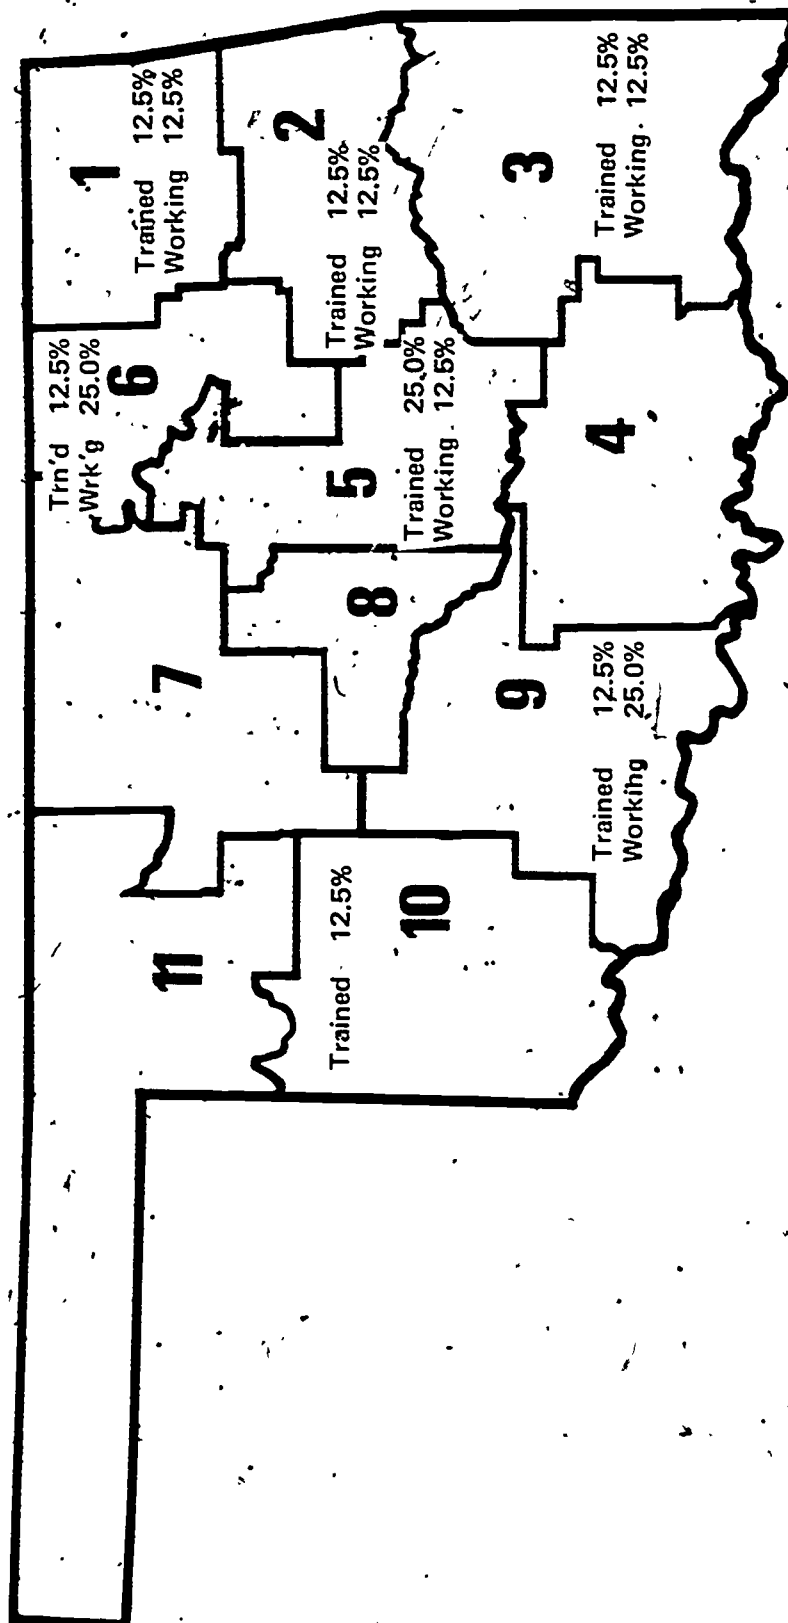 1
Trained 12.5%
Working 12.5%
2
Trained 12.5%
Working 12.5%
3
Trained 12.5%
Working 12.5%
4
5
Trained 25.0%
Working 12.5%
Trn'd 12.5%
Wrk'g 25.0%
6
7
8
9
Trained 12.5%
Working 25.0%
10
Trained 12.5%
11